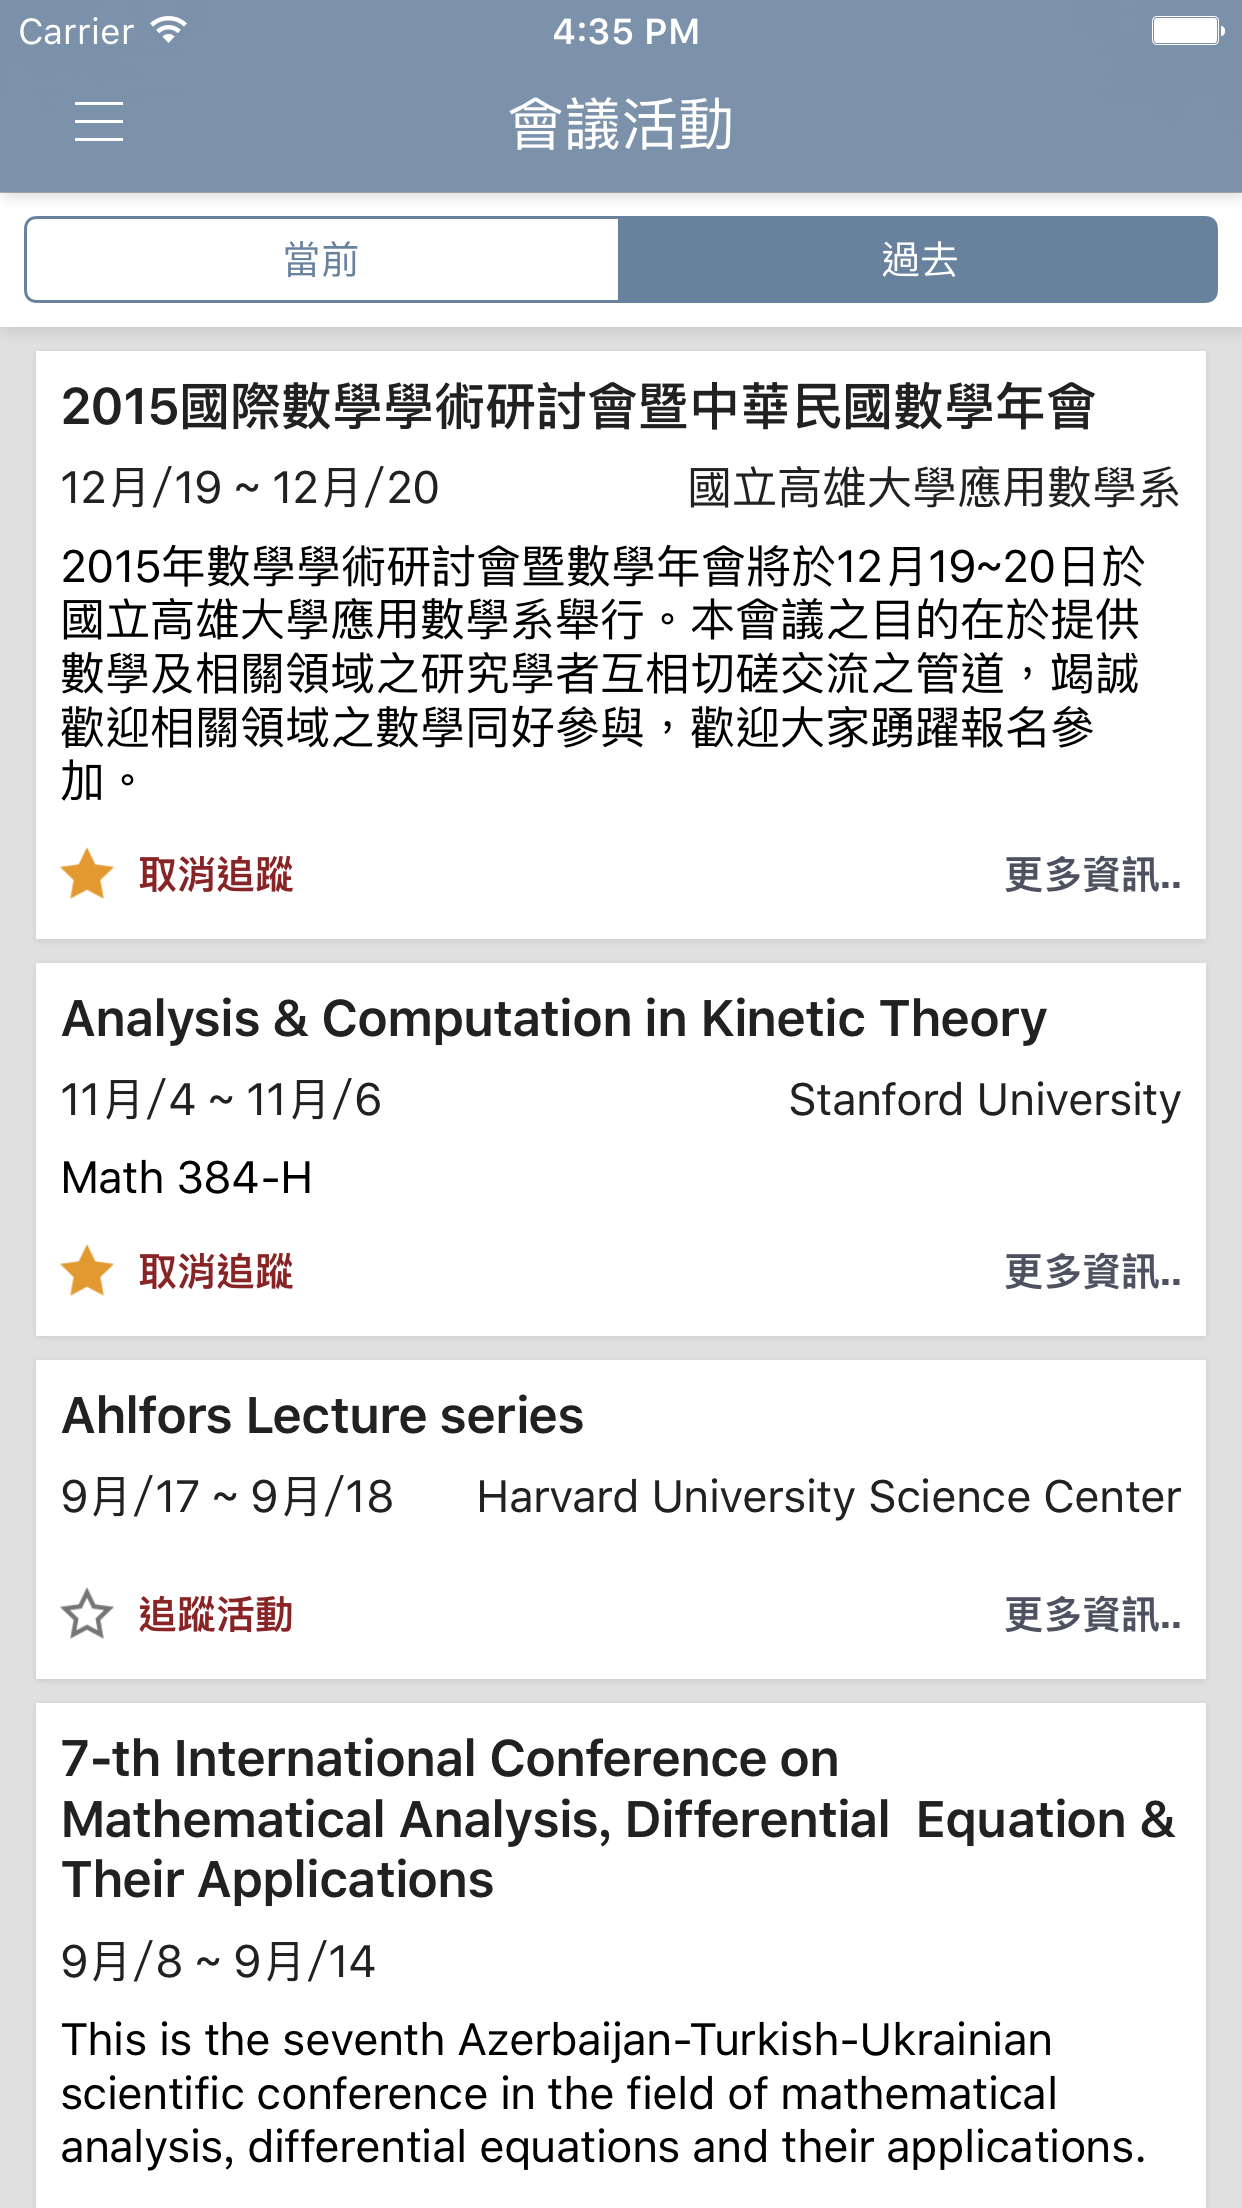 Carrier 4:35 PM
會議活動
當前 過去
2015國際數學學術研討會暨中華民國數學年會
12月/19 ~ 12月/20 國立高雄大學應用數學系
2015年數學學術研討會暨數學年會將於12月19~20日於
國立高雄大學應用數學系舉行。本會議之目的在於提供
數學及相關領域之研究學者互相切磋交流之管道，竭誠
歡迎相關領域之數學同好參與，歡迎大家踴躍報名參
加。
取消追蹤 更多資訊..
Analysis & Computation in Kinetic Theory
11月/4 ~ 11月/6 Stanford University
Math 384-H
取消追蹤 更多資訊..
Ahlfors Lecture series
9月/17 ~ 9月/18 Harvard University Science Center
追蹤活動 更多資訊..
7-th International Conference on
Mathematical Analysis, Differential  Equation &
Their Applications
9月/8 ~ 9月/14
This is the seventh Azerbaijan-Turkish-Ukrainian
scientific conference in the field of mathematical
analysis, differential equations and their applications.